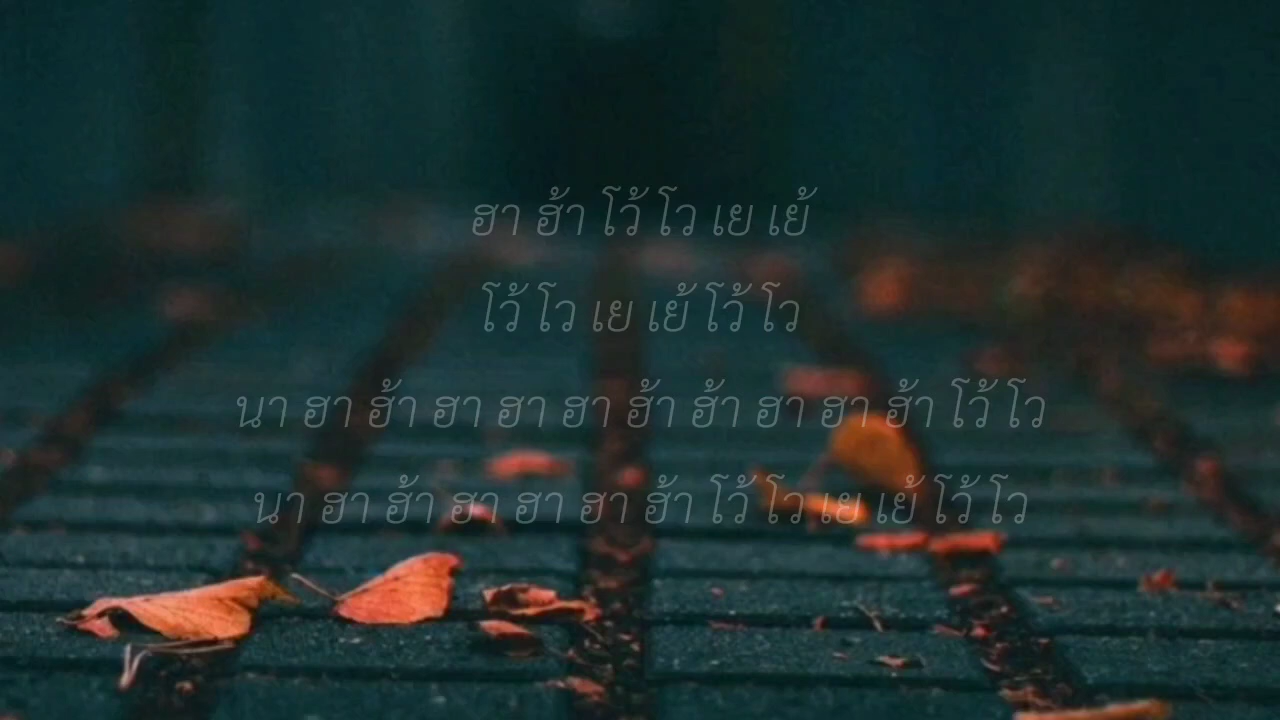 ฮา ฮ้า โว้ โว เย เย้
โว้ โว เย เย้ โว้ โว
นา ฮา ฮ้า ฮา ฮา ฮา ฮ้า ฮ้า ฮา ฮา ฮ้า โว้ โว
นา ฮา ฮ้า ฮา ฮา ฮา ฮ้า โว้ โว เย เย้ โว้ โว